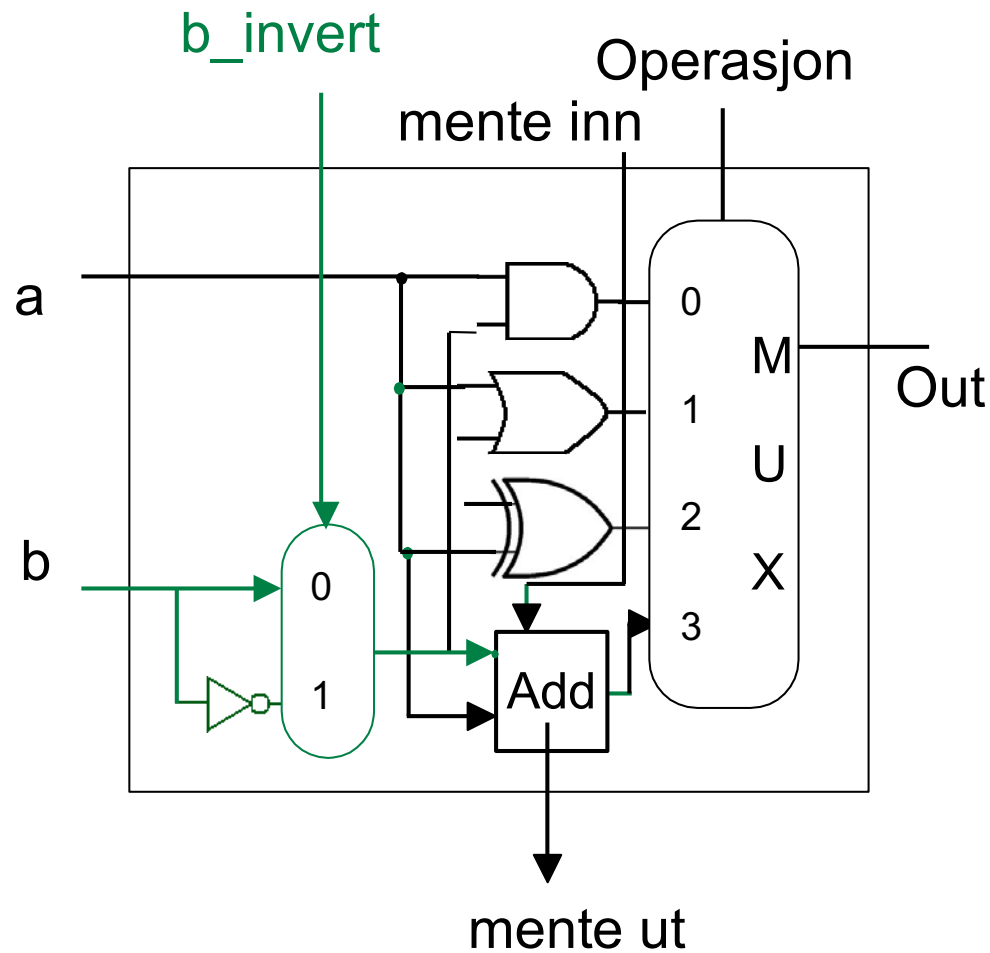 b_invert
Operasjon
mente inn
a
0
M
Out
1
U
2
b
X
0
3
1
Add
mente ut